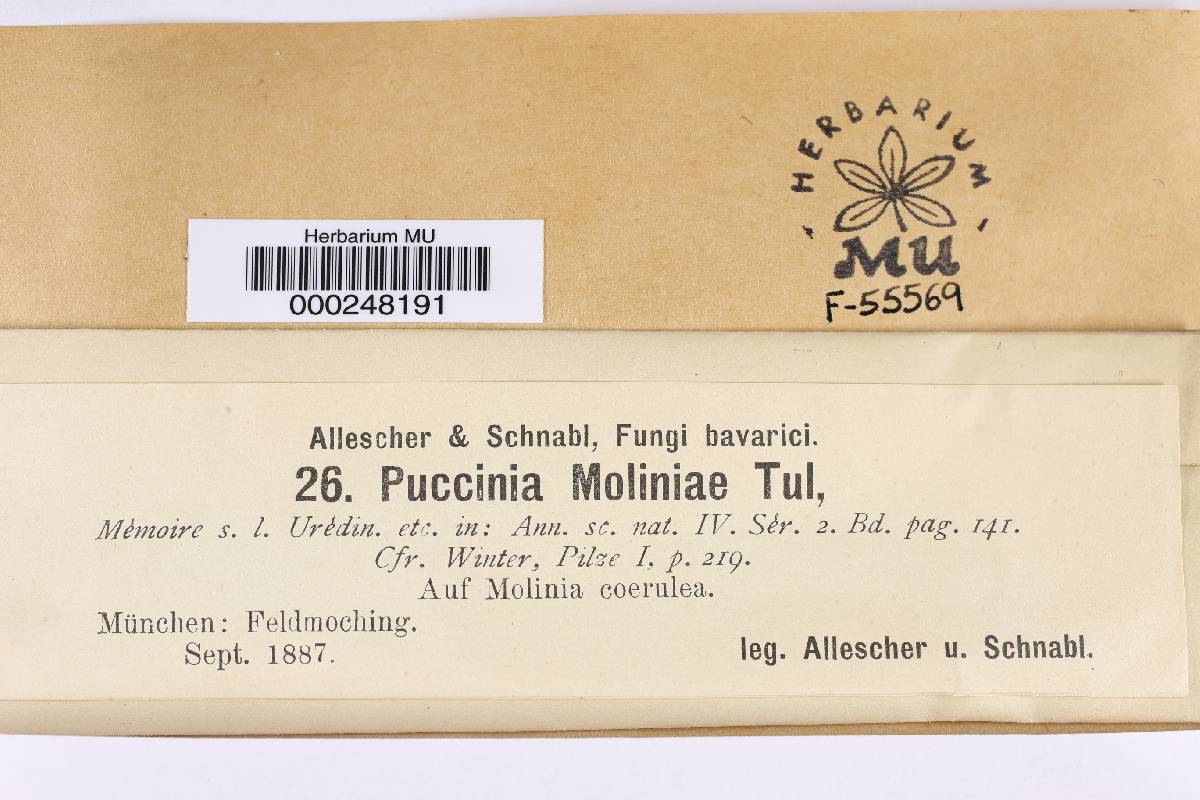 HERBARIUM
MU
F-55569
Herbarium MU
000248191
Allescher & Schnabl, Fungi bavarici.
26. Puccinia Moliniae Tul,
Mémoire s. l. Urédin. etc. in: Ann. sc. nat. IV. Sér. 2. Bd. pag. 141.
Cfr. Winter, Pilze I, p. 219.
Auf Molinia coerulea.
München: Feldmoching.
Sept. 1887.
leg. Allescher u. Schnabl.